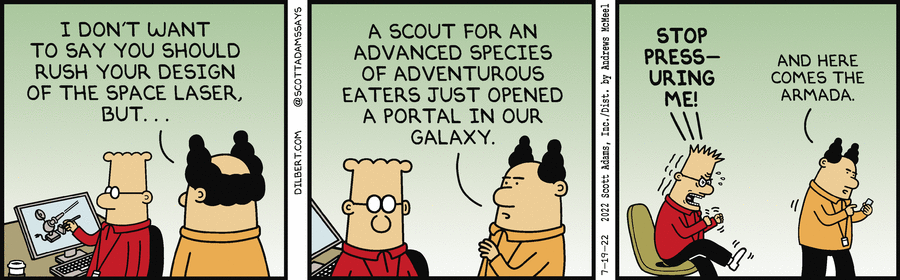 I DON'T WANT
TO SAY YOU SHOULD
RUSH YOUR DESIGN
OF THE SPACE LASER,
BUT. . .
DILBERT.COM @SCOTTADAMSSAYS
A SCOUT FOR AN
ADVANCED SPECIES
OF ADVENTUROUS
EATERS JUST OPENED
A PORTAL IN OUR
GALAXY.
7-19-22 2022 Scott Adams, Inc./Dist. by Andrews McMeel
STOP
PRESS—
URING
ME!
AND HERE
COMES THE
ARMADA.